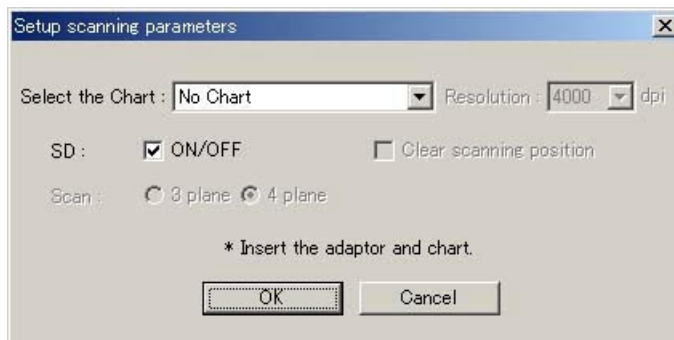 Setup scanning parameters
Select the Chart : No Chart Resolution : 4000 dpi
SD : ON/OFF Clear scanning position
Scan : 3 plane 4 plane
* Insert the adaptor and chart.
OK Cancel